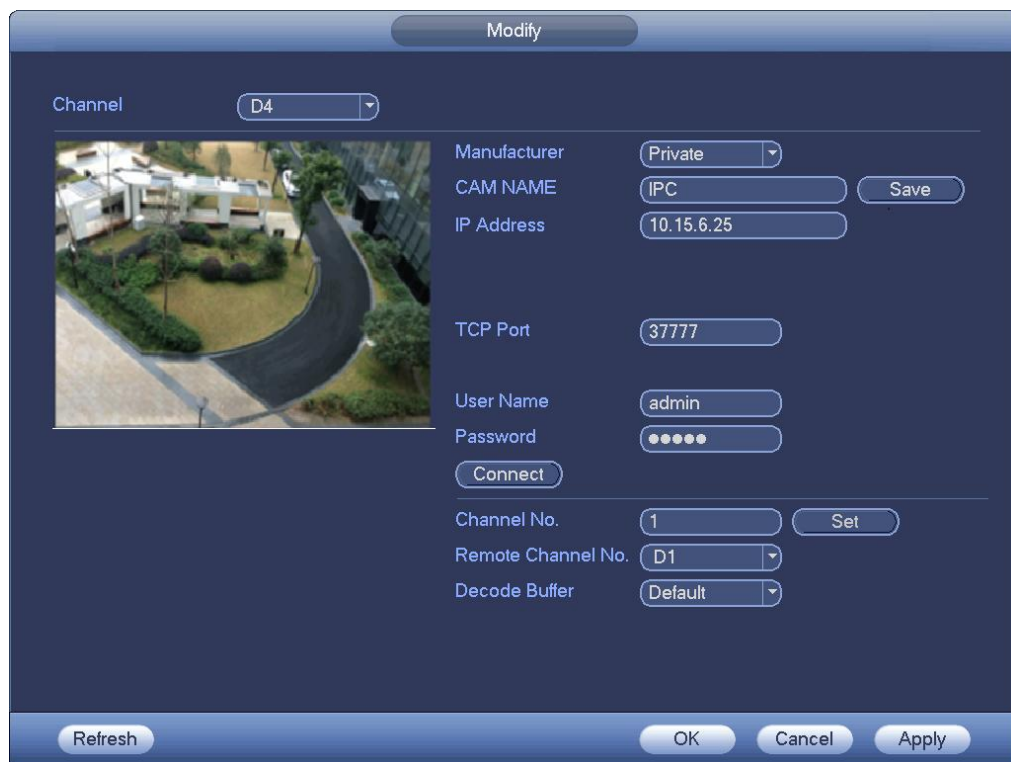 Modify
Channel D4
Manufacturer Private
CAM NAME IPC Save
IP Address 10.15.6.25
TCP Port 37777
User Name admin
Password ●●●●●
Connect
Channel No. 1 Set
Remote Channel No. D1
Decode Buffer Default
Refresh OK Cancel Apply